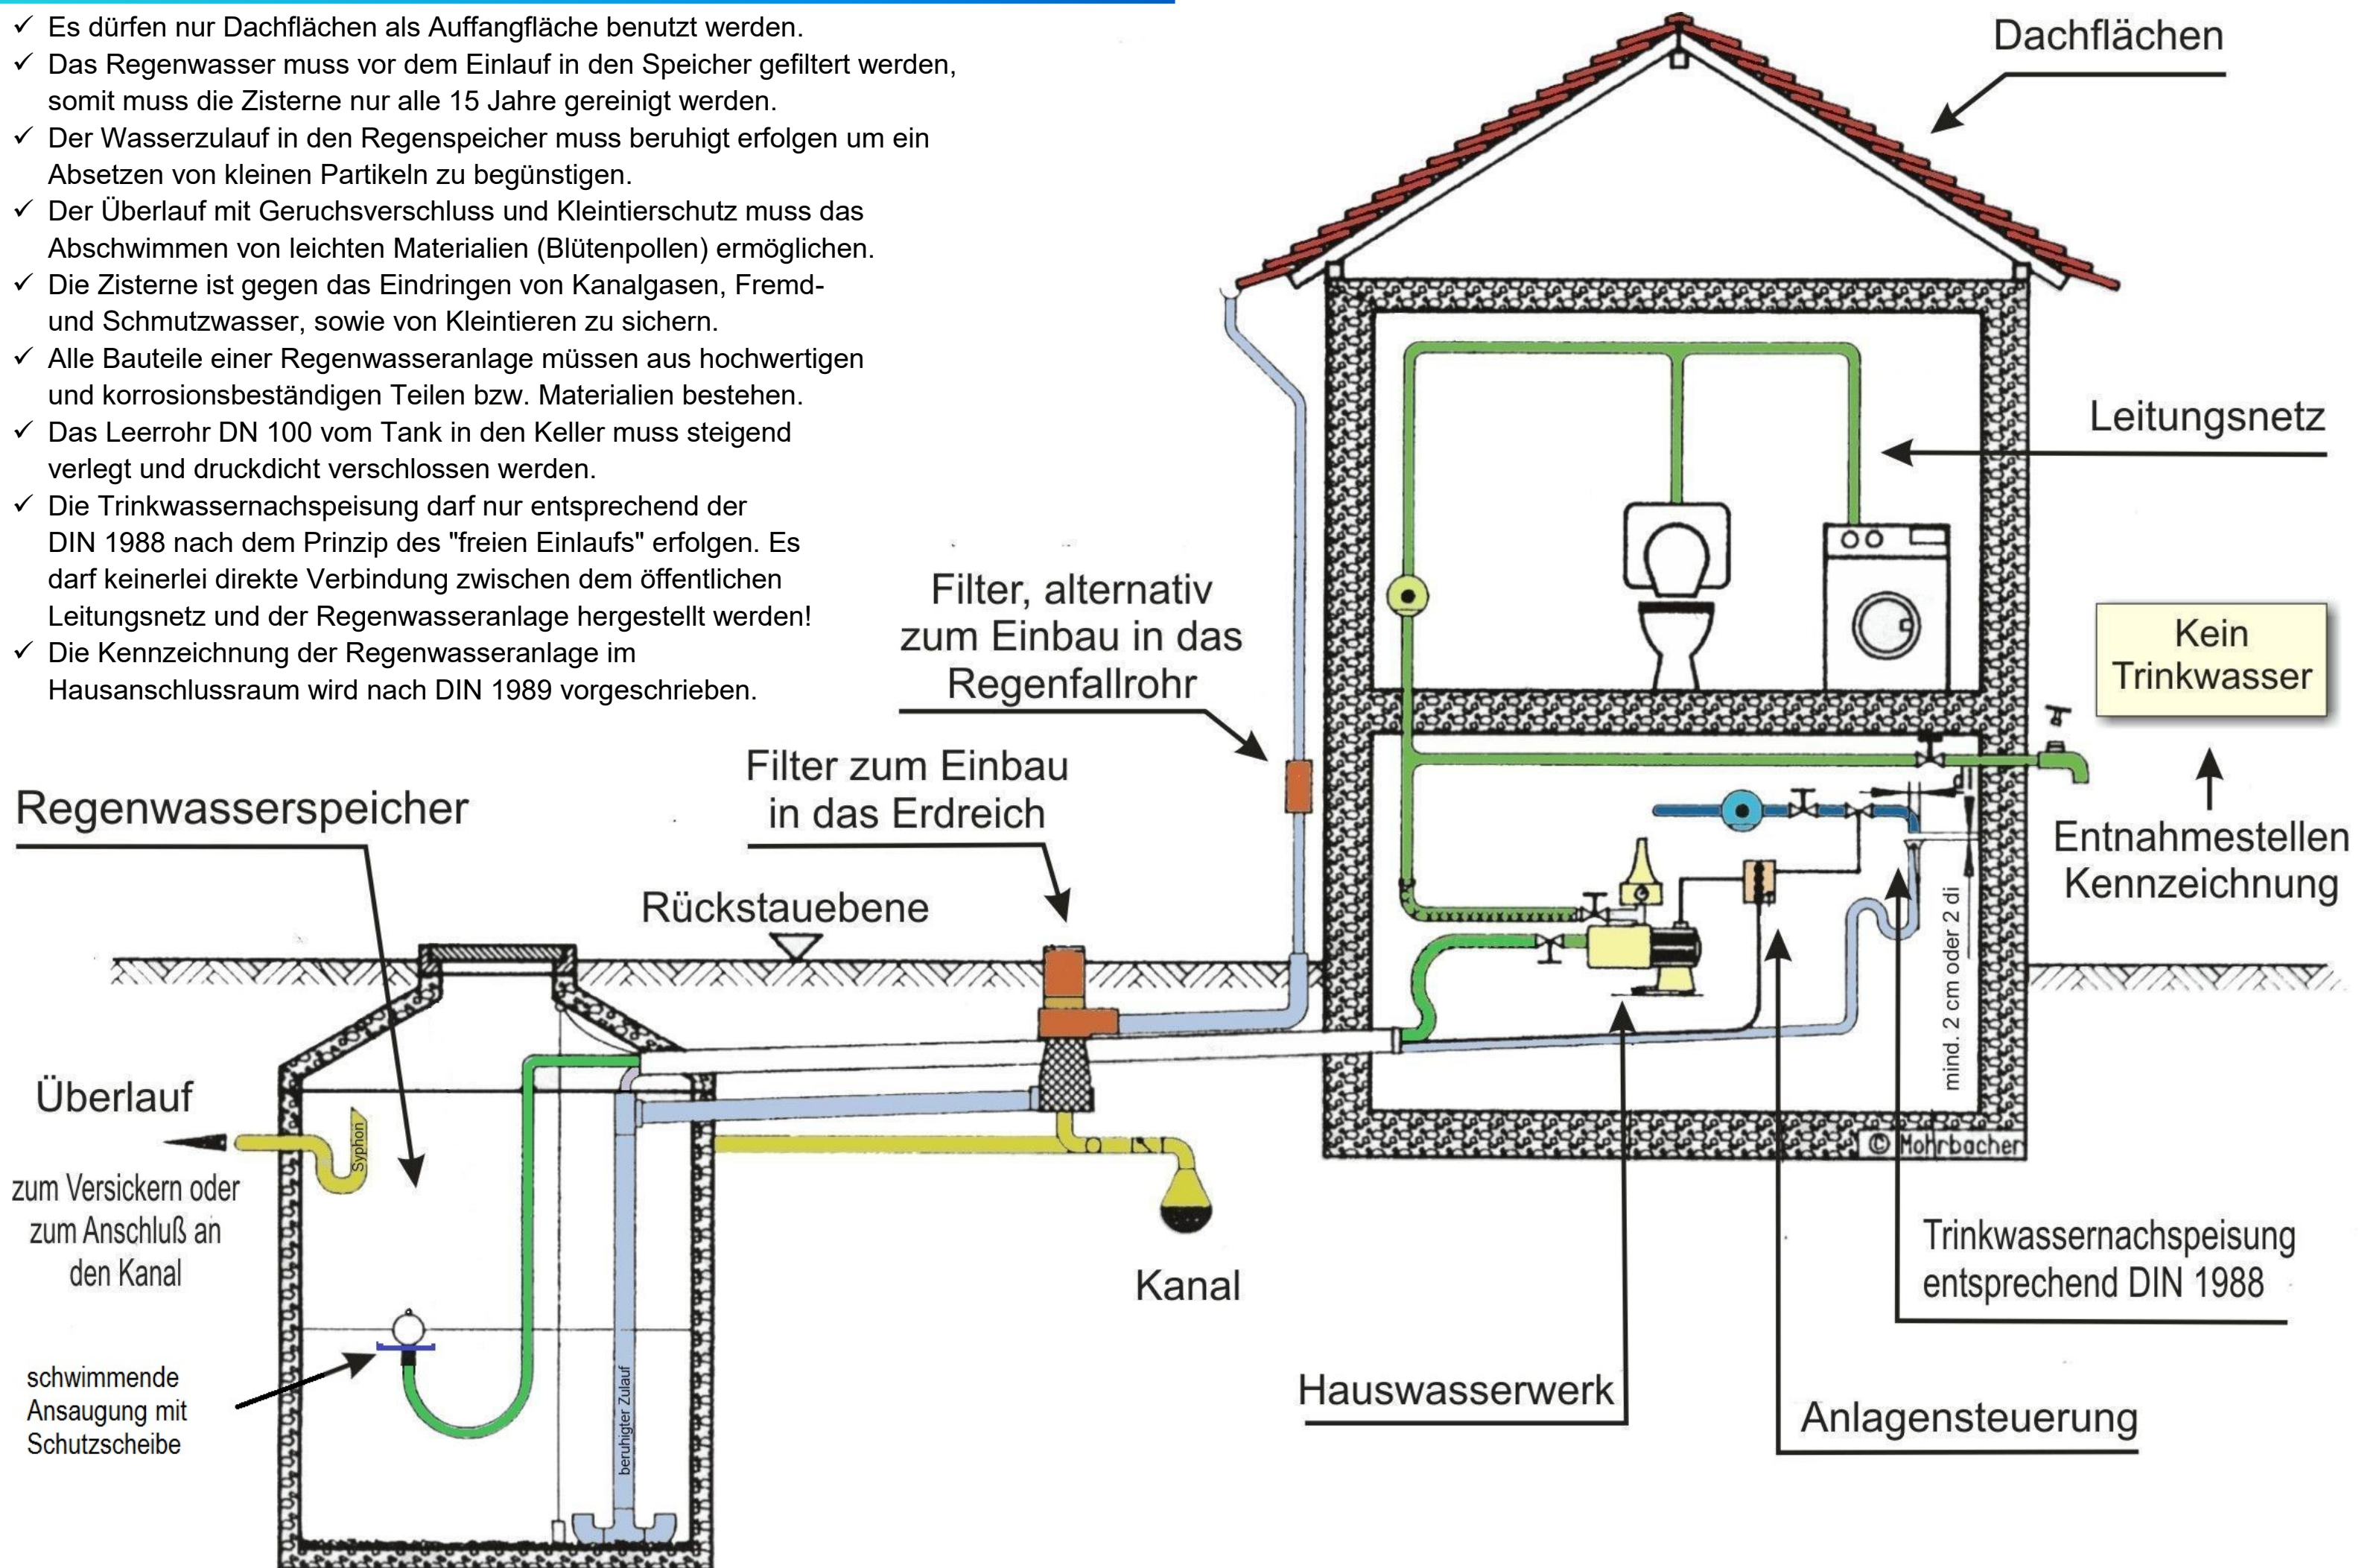 ✓ Es dürfen nur Dachflächen als Auffangfläche benutzt werden.
✓ Das Regenwasser muss vor dem Einlauf in den Speicher gefiltert werden,
somit muss die Zisterne nur alle 15 Jahre gereinigt werden.
✓ Der Wasserzulauf in den Regenspeicher muss beruhigt erfolgen um ein
Absetzen von kleinen Partikeln zu begünstigen.
✓ Der Überlauf mit Geruchsverschluss und Kleintierschutz muss das
Abschwimmen von leichten Materialien (Blütenpollen) ermöglichen.
✓ Die Zisterne ist gegen das Eindringen von Kanalgasen, Fremd-
und Schmutzwasser, sowie von Kleintieren zu sichern.
✓ Alle Bauteile einer Regenwasseranlage müssen aus hochwertigen
und korrosionsbeständigen Teilen bzw. Materialien bestehen.
✓ Das Leerrohr DN 100 vom Tank in den Keller muss steigend
verlegt und druckdicht verschlossen werden.
✓ Die Trinkwassernachspeisung darf nur entsprechend der
DIN 1988 nach dem Prinzip des "freien Einlaufs" erfolgen. Es
darf keinerlei direkte Verbindung zwischen dem öffentlichen
Leitungsnetz und der Regenwasseranlage hergestellt werden!
✓ Die Kennzeichnung der Regenwasseranlage im
Hausanschlussraum wird nach DIN 1989 vorgeschrieben.
Dachflächen
Leitungsnetz
Filter, alternativ
zum Einbau in das
Regenfallrohr
Kein
Trinkwasser
Filter zum Einbau
in das Erdreich
Regenwasserspeicher
Entnahmestellen
Kennzeichnung
Rückstauebene
mind. 2 cm oder 2 di
Überlauf
Syphon
zum Versickern oder
zum Anschluß an
den Kanal
© Mohrbacher
Kanal
Trinkwassernachspeisung
entsprechend DIN 1988
schwimmende
Ansaugung mit
Schutzscheibe
beruhigter Zulauf
Hauswasserwerk
Anlagensteuerung